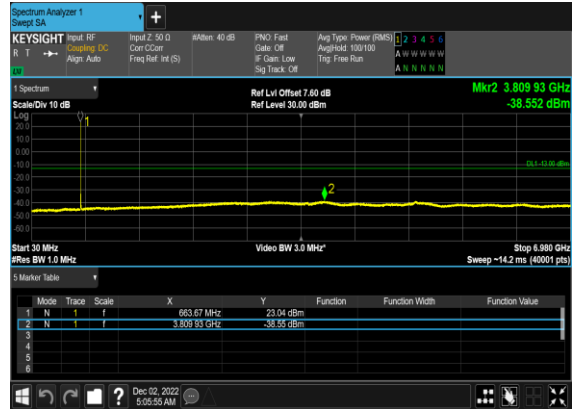 Spectrum Analyzer 1
Swept SA
+
KEYSIGHT Input: RF Input Z: 50 Ω #Atten: 40 dB PNO: Fast Avg Type: Power (RMS) 1 2 3 4 5 6
R T Coupling: DC Corr CCorr Gate: Off Avg|Hold: 100/100 A W W W W W
Align: Auto Freq Ref: Int (S) IF Gain: Low Trig: Free Run
Sig Track: Off A N N N N N
1 Spectrum Ref Lvl Offset 7.60 dB Mkr2 3.809 93 GHz
Scale/Div 10 dB Ref Level 30.00 dBm -38.552 dBm
Log
20.0
10.0
0.00
-10.0
-20.0
-30.0
-40.0
-50.0
-60.0
1
DL1 -13.00 dBm
2
Start 30 MHz Video BW 3.0 MHz* Stop 6.980 GHz
#Res BW 1.0 MHz Sweep ~14.2 ms (40001 pts)
5 Marker Table
Mode Trace Scale X Y Function Function Width Function Value
1 N 1 f 663.67 MHz 23.04 dBm
2 N 1 f 3.809 93 GHz -38.55 dBm
3
4
5
6
? Dec 02, 2022
5:05:55 AM